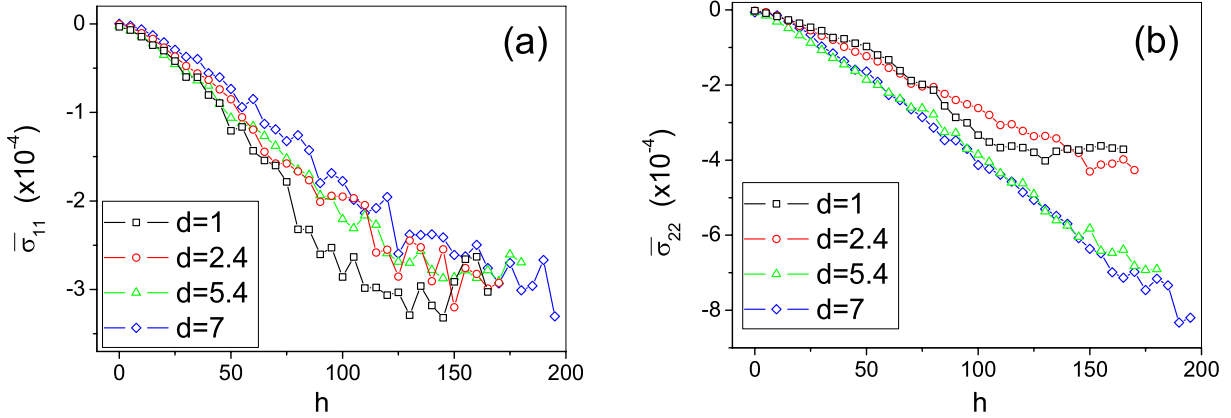 (a)
0
-1
-2
-3
σ̅₁₁ (x10⁻⁴)
d=1
d=2.4
d=5.4
d=7
0 50 100 150 200
h
(b)
0
-2
-4
-6
-8
σ̅₂₂ (x10⁻⁴)
d=1
d=2.4
d=5.4
d=7
0 50 100 150 200
h